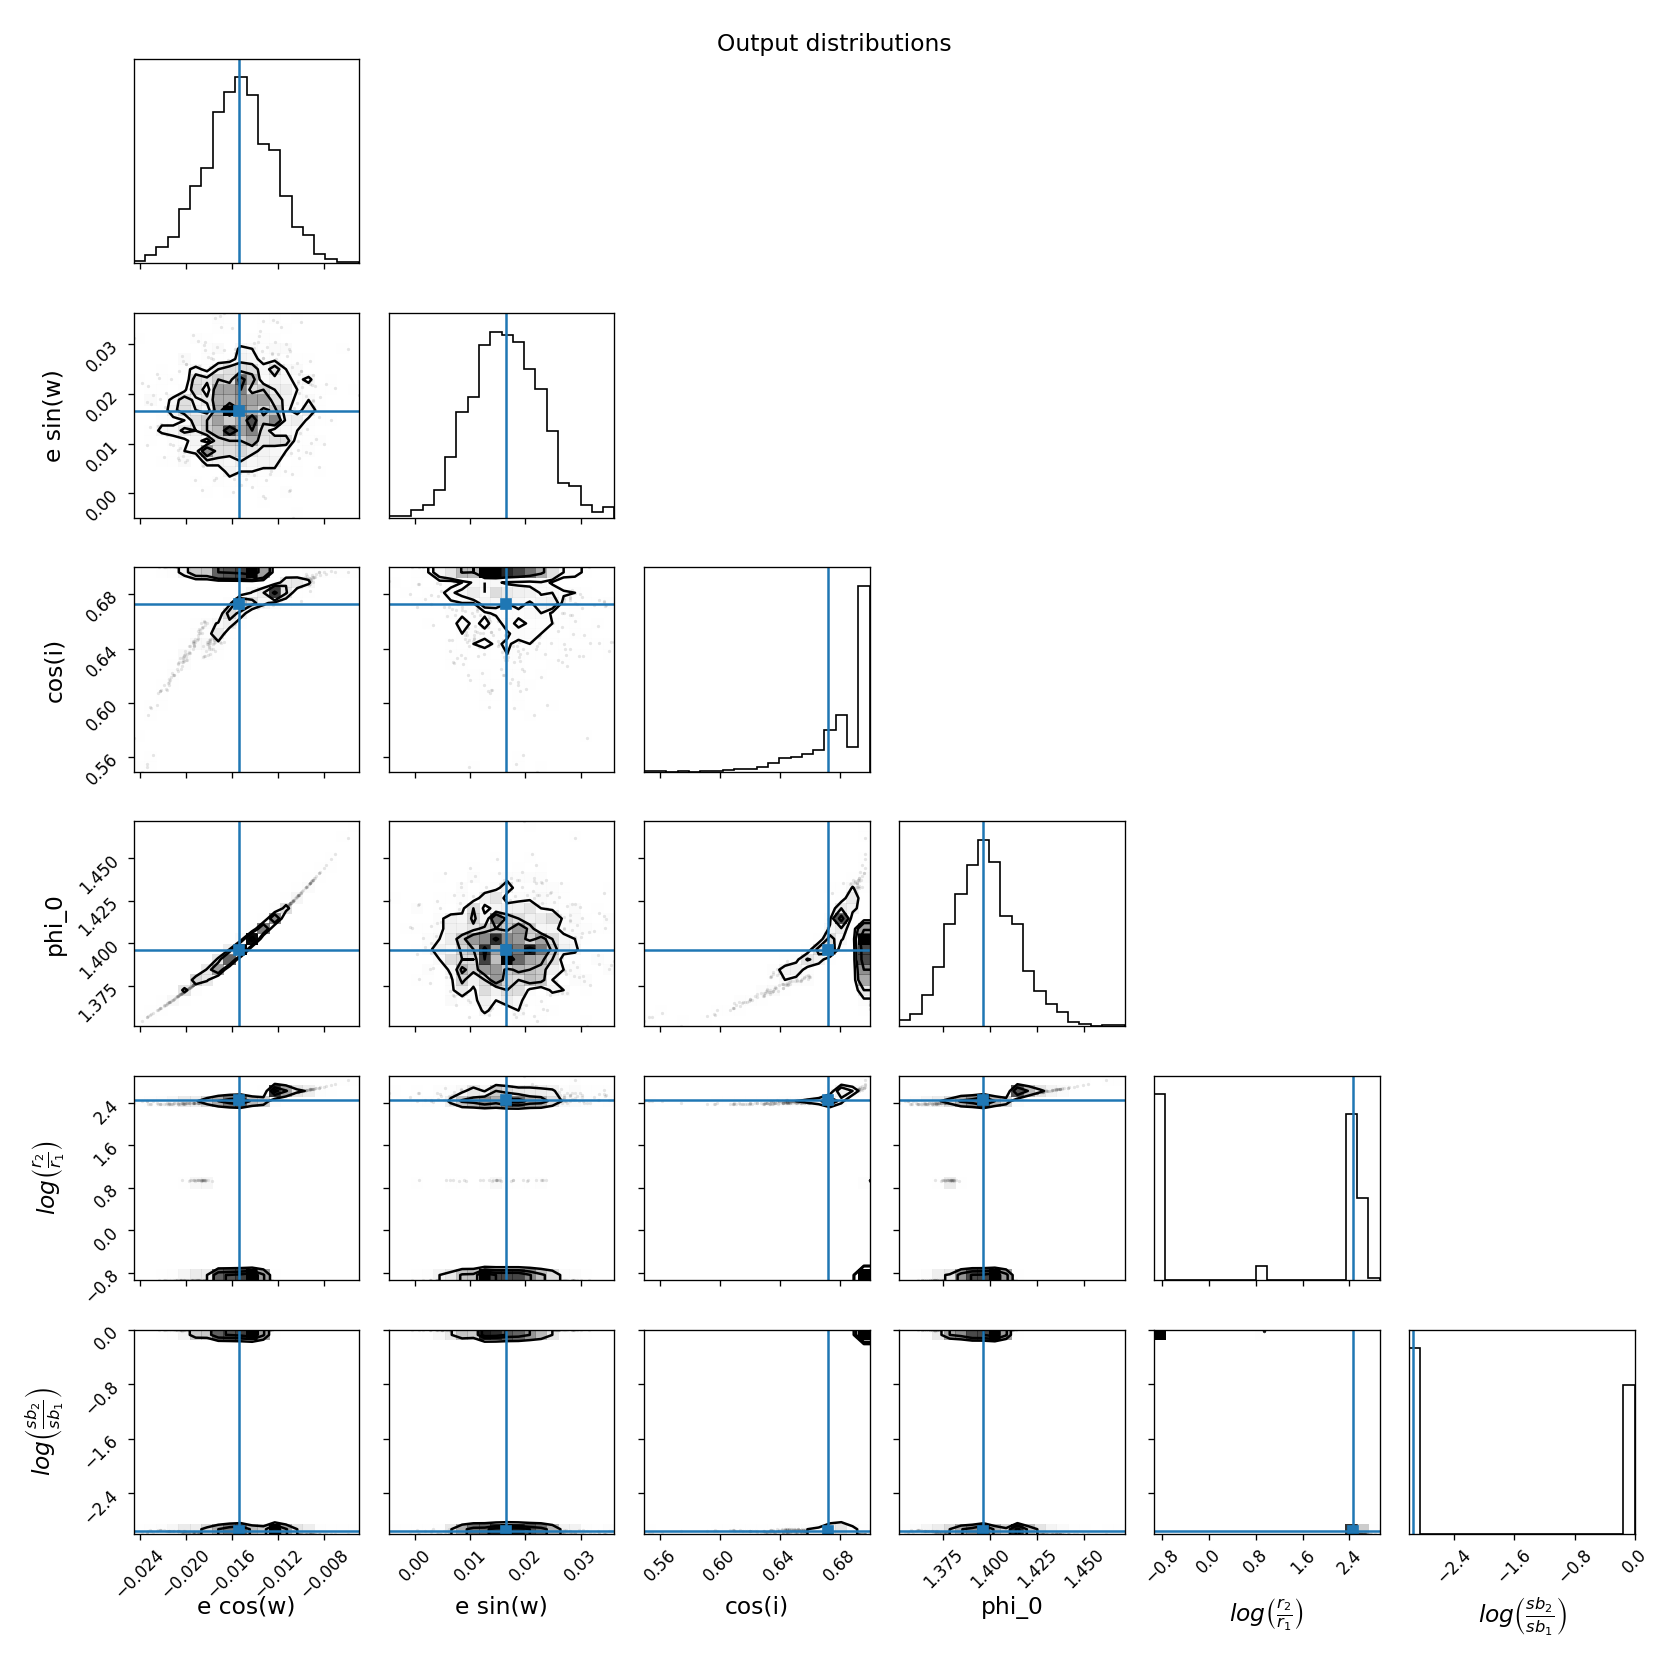 Output distributions
e sin(w)
0.03
0.02
0.01
0.00
cos(i)
0.68
0.64
0.60
0.56
phi_0
1.450
1.425
1.400
1.375
log(r₂/r₁)
2.4
1.6
0.8
0.0
−0.8
log(sb₂/sb₁)
0.0
−0.8
−1.6
−2.4
−0.024 −0.020 −0.016 −0.012 −0.008
e cos(w)
0.00 0.01 0.02 0.03
e sin(w)
0.56 0.60 0.64 0.68
cos(i)
1.375 1.400 1.425 1.450
phi_0
−0.8 0.0 0.8 1.6 2.4
log(r₂/r₁)
−2.4 −1.6 −0.8 0.0
log(sb₂/sb₁)